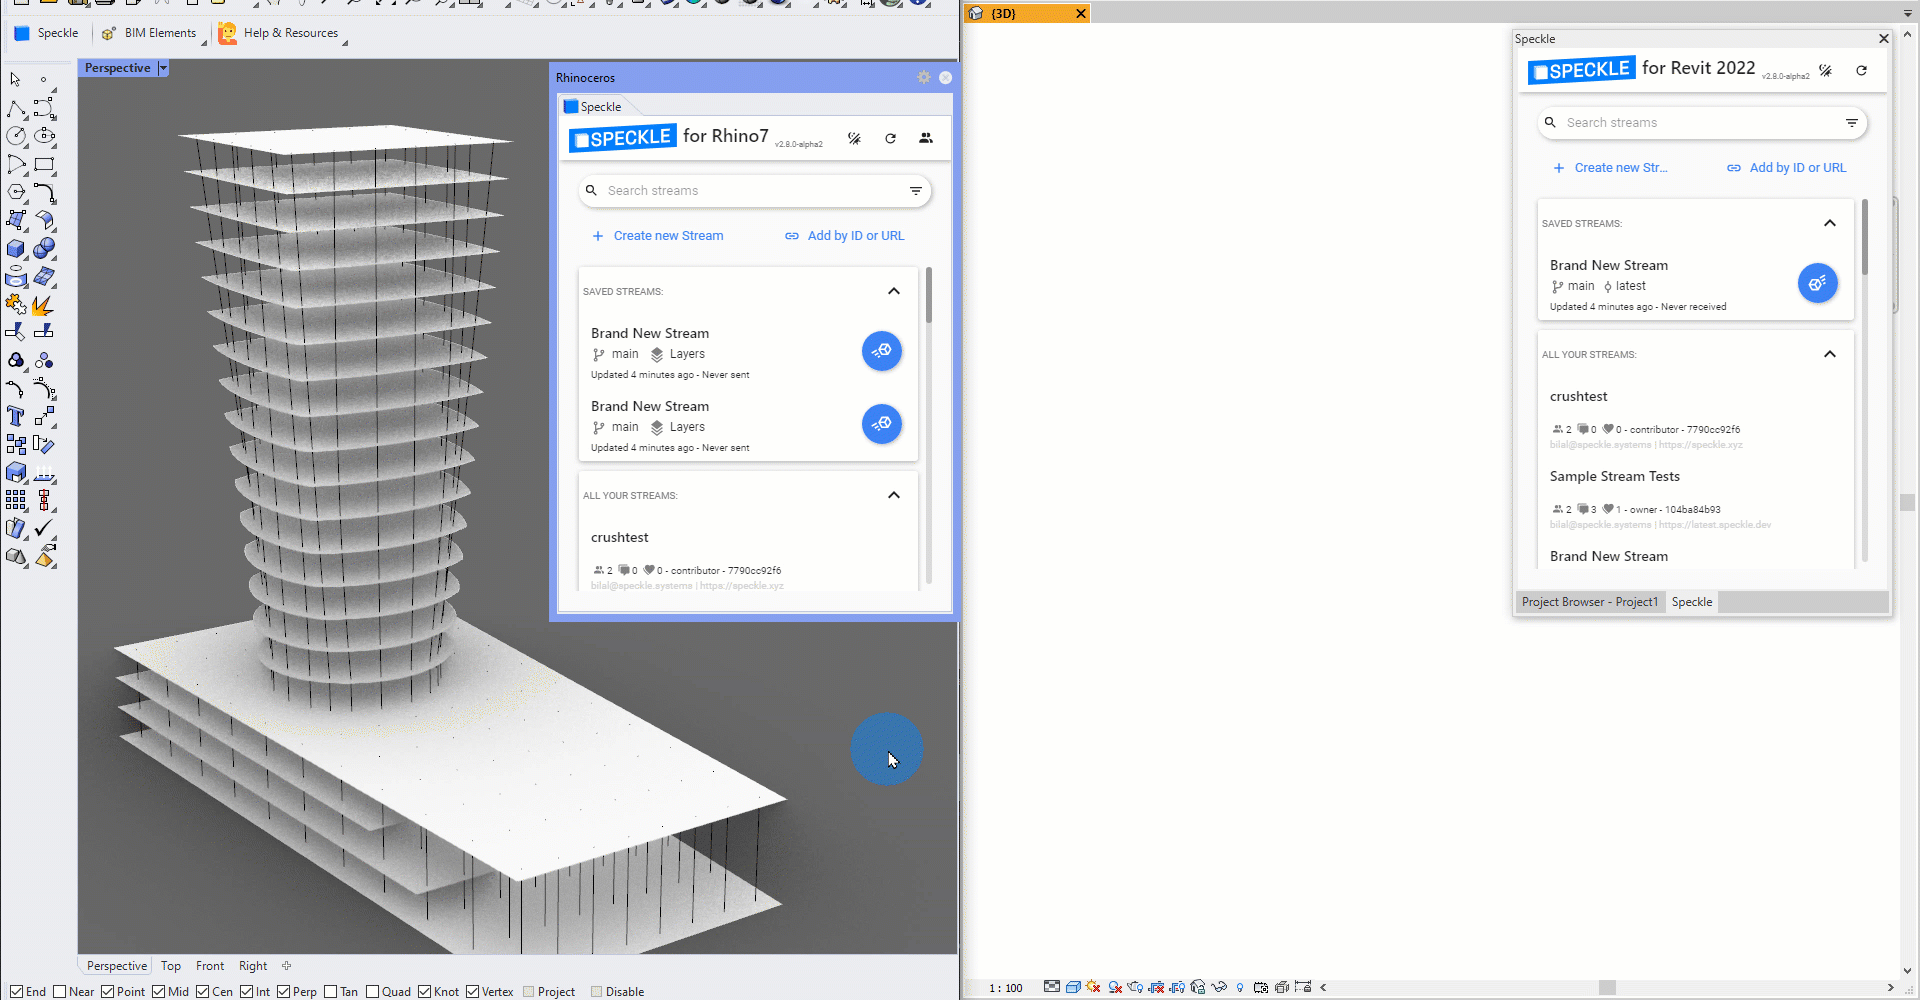 Speckle
BIM Elements
Help & Resources
Perspective
Rhinoceros
Speckle
SPECKLE for Rhino7 v2.8.0-alpha2
Search streams
Create new Stream
Add by ID or URL
SAVED STREAMS:
Brand New Stream
main Layers
Updated 4 minutes ago - Never sent
Brand New Stream
main Layers
Updated 4 minutes ago - Never sent
ALL YOUR STREAMS:
crushtest
2 0 0 - contributor - 7790cc92f6
bilal@speckle.systems | https://speckle.xyz
Perspective Top Front Right
End Near Point Mid Cen Int Perp Tan Quad Knot Vertex Project Disable
{3D}
Speckle
SPECKLE for Revit 2022 v2.8.0-alpha2
Search streams
Create new Str...
Add by ID or URL
SAVED STREAMS:
Brand New Stream
main latest
Updated 4 minutes ago - Never received
ALL YOUR STREAMS:
crushtest
2 0 0 - contributor - 7790cc92f6
bilal@speckle.systems | https://speckle.xyz
Sample Stream Tests
2 3 1 - owner - 104ba84b93
bilal@speckle.systems | https://latest.speckle.dev
Brand New Stream
Project Browser - Project1 Speckle
1 : 100